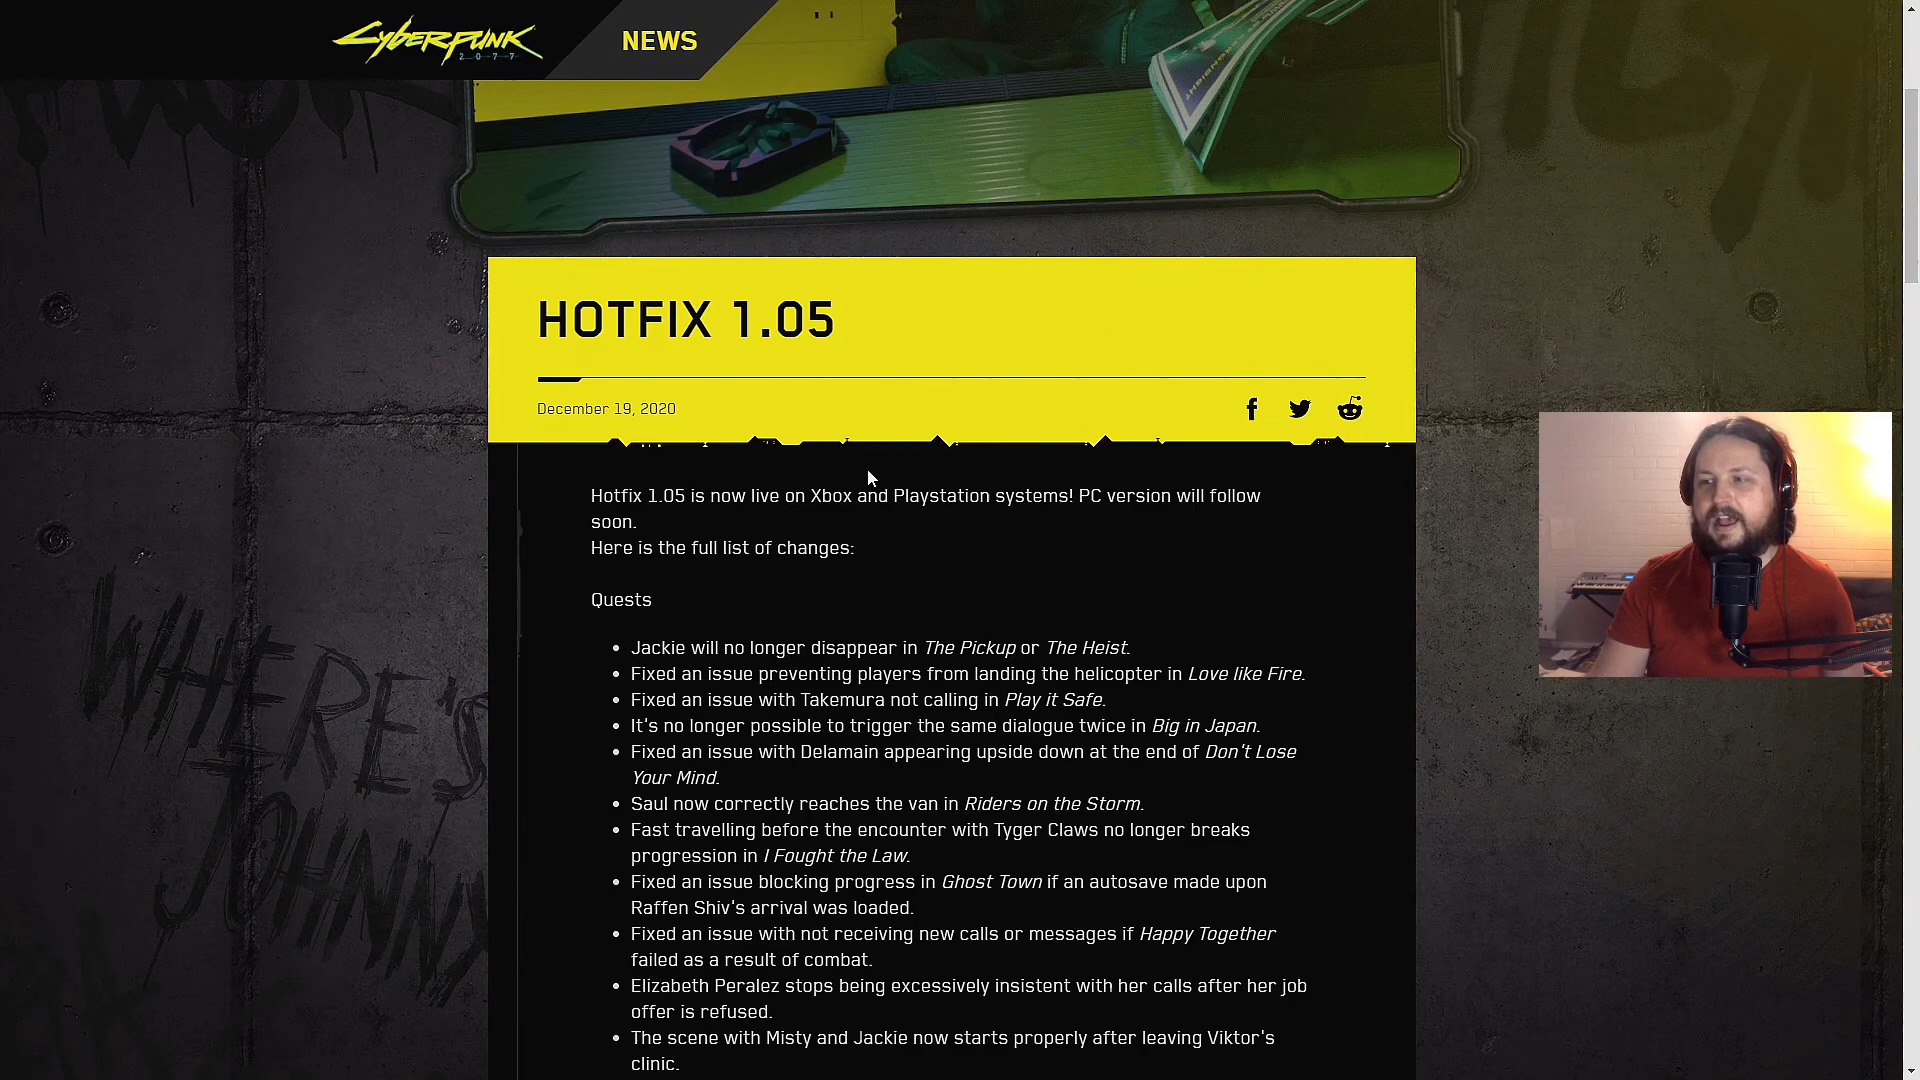 Cyberpunk
2077
NEWS
HOTFIX 1.05
December 19, 2020
Hotfix 1.05 is now live on Xbox and Playstation systems! PC version will follow
soon.
Here is the full list of changes:
Quests
• Jackie will no longer disappear in The Pickup or The Heist.
• Fixed an issue preventing players from landing the helicopter in Love like Fire.
• Fixed an issue with Takemura not calling in Play it Safe.
• It's no longer possible to trigger the same dialogue twice in Big in Japan.
• Fixed an issue with Delamain appearing upside down at the end of Don't Lose
Your Mind.
• Saul now correctly reaches the van in Riders on the Storm.
• Fast travelling before the encounter with Tyger Claws no longer breaks
progression in I Fought the Law.
• Fixed an issue blocking progress in Ghost Town if an autosave made upon
Raffen Shiv's arrival was loaded.
• Fixed an issue with not receiving new calls or messages if Happy Together
failed as a result of combat.
• Elizabeth Peralez stops being excessively insistent with her calls after her job
offer is refused.
• The scene with Misty and Jackie now starts properly after leaving Viktor's
clinic.
WHERE'S
JOHNNY